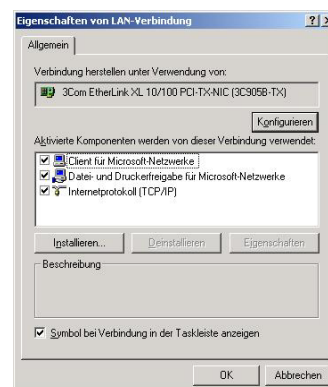 Eigenschaften von LAN-Verbindung
Allgemein
Verbindung herstellen unter Verwendung von:
3Com EtherLink XL 10/100 PCI-TX-NIC (3C905B-TX)
Konfigurieren
Aktivierte Komponenten werden von dieser Verbindung verwendet:
Client für Microsoft-Netzwerke
Datei- und Druckerfreigabe für Microsoft-Netzwerke
Internetprotokoll (TCP/IP)
Installieren... Deinstallieren Eigenschaften
Beschreibung
Symbol bei Verbindung in der Taskleiste anzeigen
OK Abbrechen